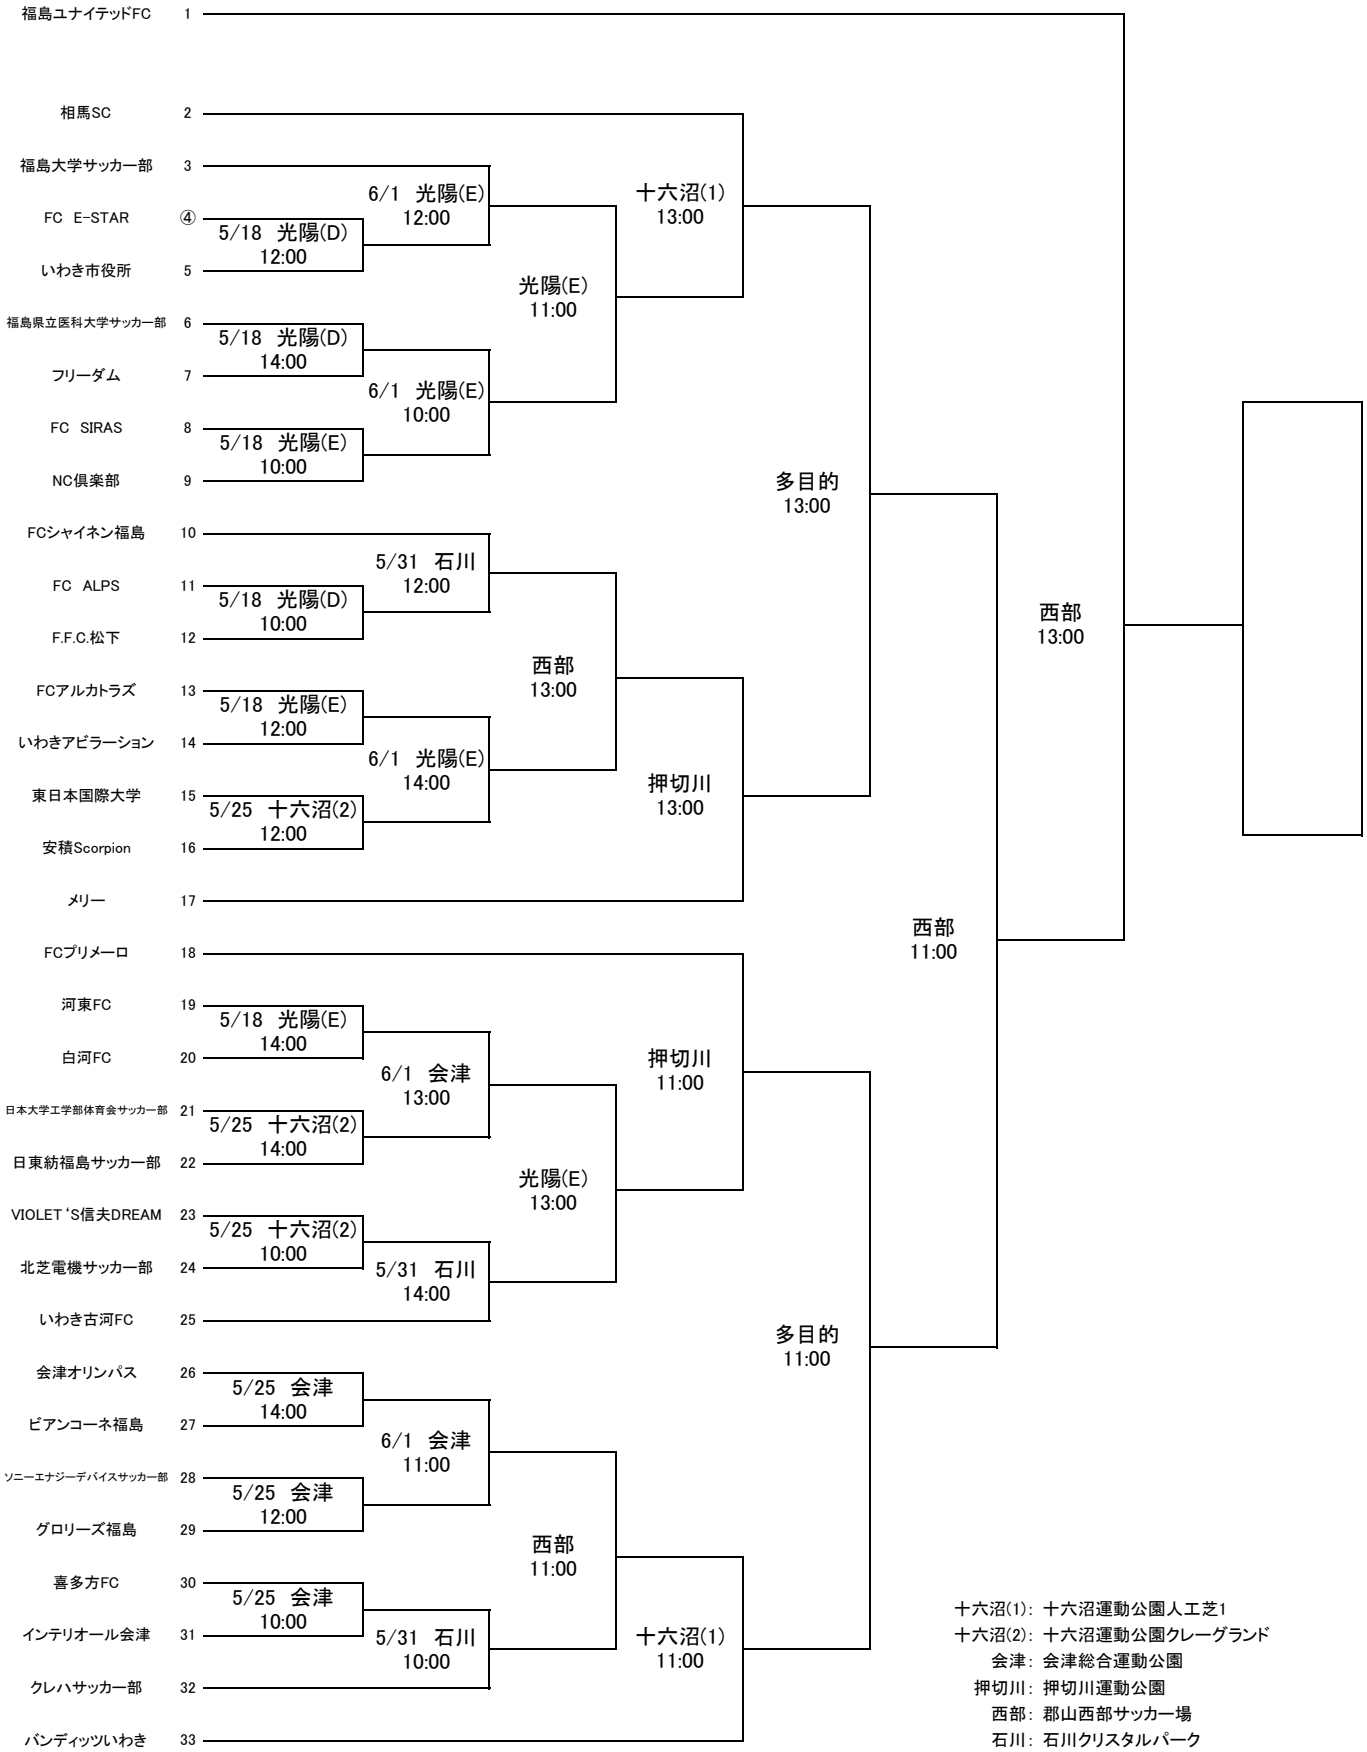 福島ユナイテッドFC 1
相馬SC 2
福島大学サッカー部 3
6/1 光陽(E)
12:00
十六沼(1)
13:00
FC E-STAR ④
5/18 光陽(D)
12:00
いわき市役所 5
光陽(E)
11:00
福島県立医科大学サッカー部 6
5/18 光陽(D)
14:00
フリーダム 7
6/1 光陽(E)
10:00
FC SIRAS 8
5/18 光陽(E)
10:00
NC倶楽部 9
多目的
13:00
FCシャイネン福島 10
5/31 石川
12:00
FC ALPS 11
5/18 光陽(D)
10:00
西部
13:00
F.F.C.松下 12
西部
13:00
FCアルカトラズ 13
5/18 光陽(E)
12:00
いわきアビラーション 14
6/1 光陽(E)
14:00
押切川
13:00
東日本国際大学 15
5/25 十六沼(2)
12:00
安積Scorpion 16
メリー 17
西部
11:00
FCプリメーロ 18
河東FC 19
5/18 光陽(E)
14:00
白河FC 20
押切川
11:00
6/1 会津
13:00
日本大学工学部体育会サッカー部 21
5/25 十六沼(2)
14:00
日東紡福島サッカー部 22
光陽(E)
13:00
VIOLET‘S信夫DREAM 23
5/25 十六沼(2)
10:00
北芝電機サッカー部 24
5/31 石川
14:00
いわき古河FC 25
多目的
11:00
会津オリンパス 26
5/25 会津
14:00
ビアンコーネ福島 27
6/1 会津
11:00
ソニーエナジーデバイスサッカー部 28
5/25 会津
12:00
グロリーズ福島 29
西部
11:00
喜多方FC 30
5/25 会津
10:00
インテリオール会津 31
5/31 石川
10:00
十六沼(1)
11:00
クレハサッカー部 32
バンディッツいわき 33
十六沼(1): 十六沼運動公園人工芝1
十六沼(2): 十六沼運動公園クレーグランド
会津: 会津総合運動公園
押切川: 押切川運動公園
西部: 郡山西部サッカー場
石川: 石川クリスタルパーク